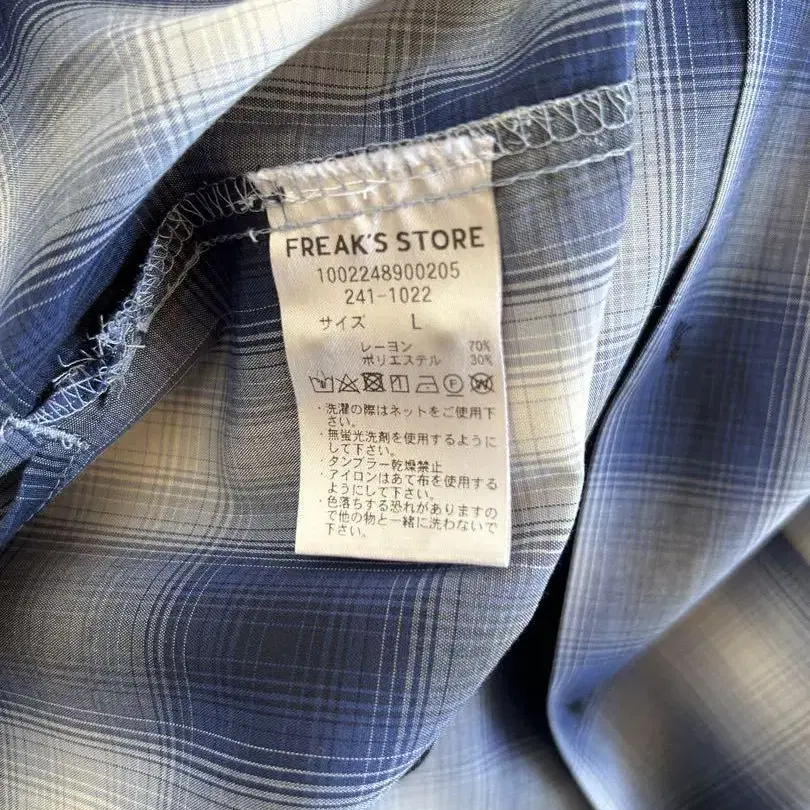 FREAK'S STORE
1002248900205
241-1022
サイズ L
レーヨン 70%
ポリエステル 30%
・洗濯の際はネットをご使用下
さい。
・無蛍光洗剤を使用するように
して下さい。
・タンブラー乾燥禁止
・アイロンはあて布を使用する
ようにして下さい。
・色落ちする恐れがありますの
で他の物と一緒に洗わないで
下さい。